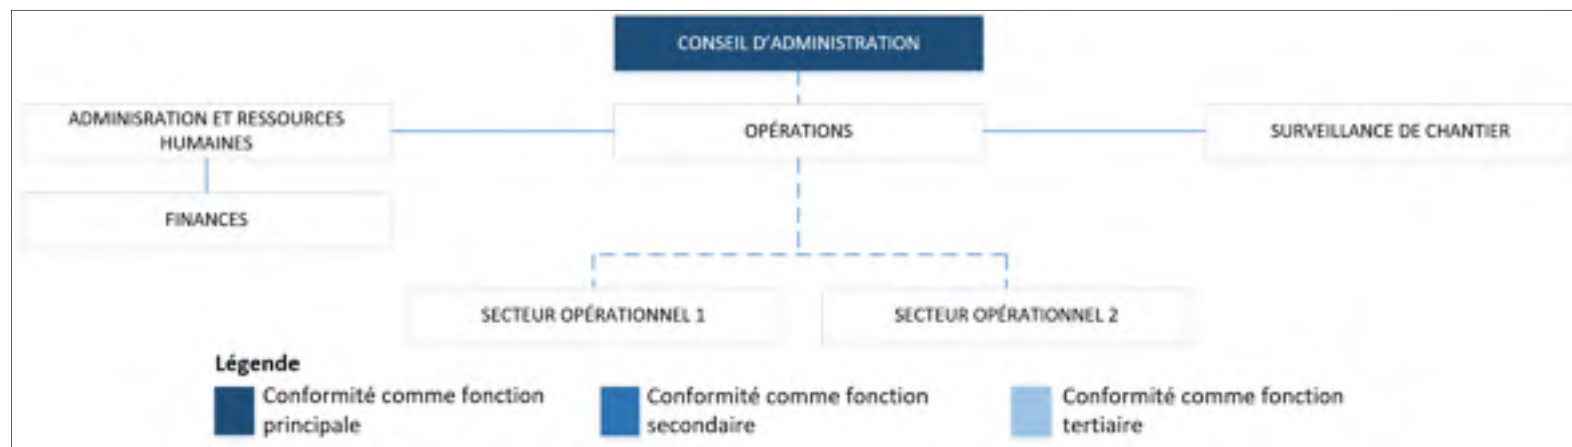 CONSEIL D'ADMINISTRATION
ADMINISRATION ET RESSOURCES
HUMAINES
OPÉRATIONS
SURVEILLANCE DE CHANTIER
FINANCES
SECTEUR OPÉRATIONNEL 1
SECTEUR OPÉRATIONNEL 2
Légende
Conformité comme fonction
principale
Conformité comme fonction
secondaire
Conformité comme fonction
tertiaire